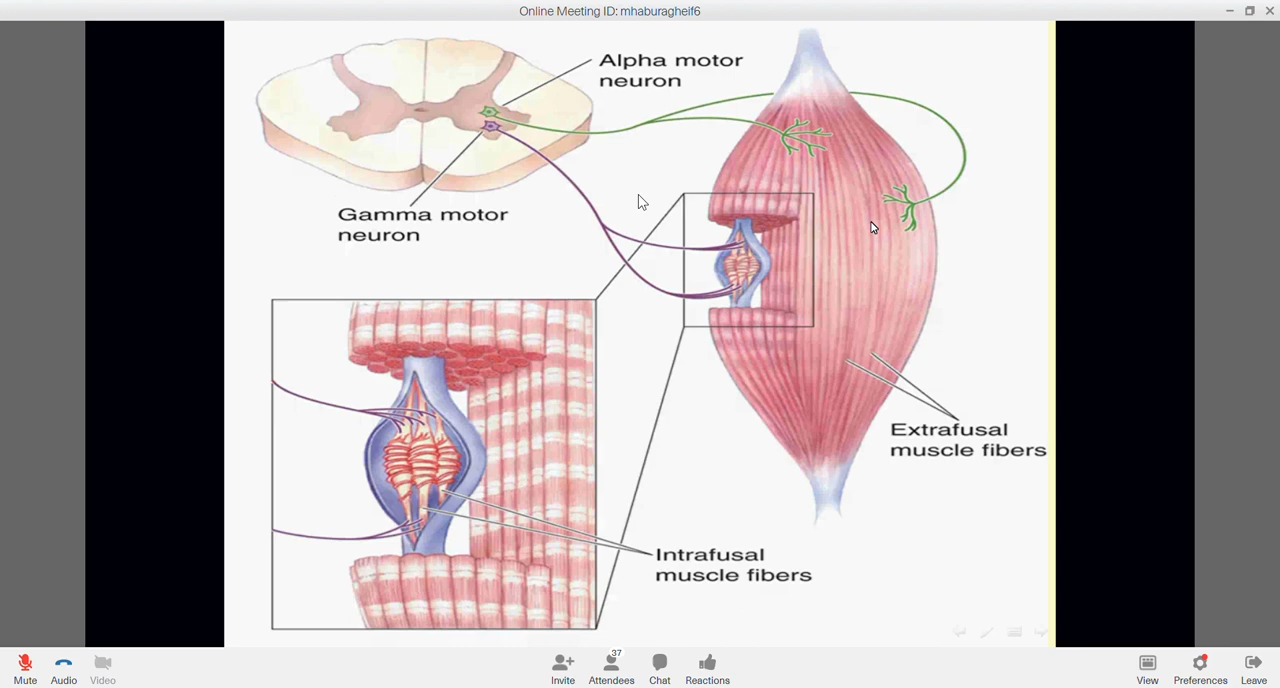 Online Meeting ID: mhaburagheif6
Alpha motor
neuron
Gamma motor
neuron
Extrafusal
muscle fibers
Intrafusal
muscle fibers
37
Mute
Audio
Video
Invite
Attendees
Chat
Reactions
View
Preferences
Leave